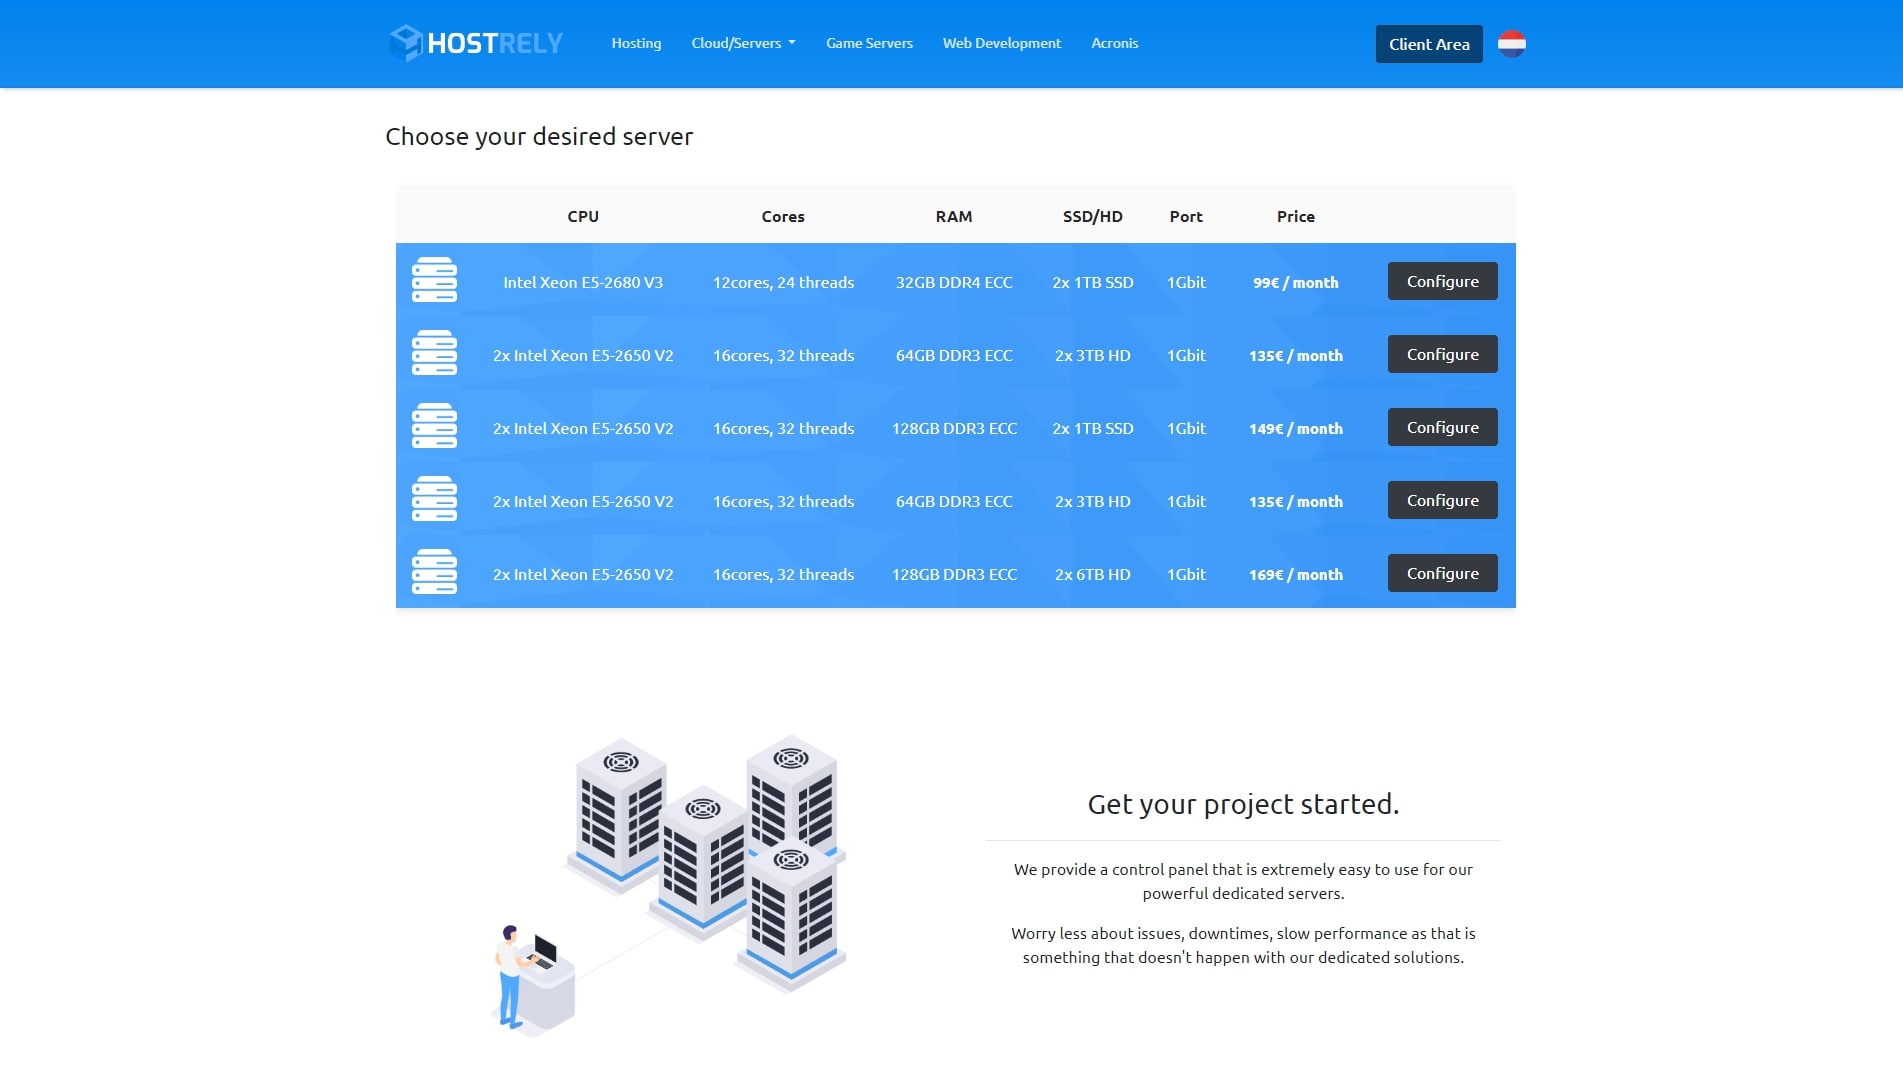 HOSTRELY Hosting Cloud/Servers Game Servers Web Development Acronis Client Area
Choose your desired server
CPU Cores RAM SSD/HD Port Price
Intel Xeon E5-2680 V3 12cores, 24 threads 32GB DDR4 ECC 2x 1TB SSD 1Gbit 99€ / month Configure
2x Intel Xeon E5-2650 V2 16cores, 32 threads 64GB DDR3 ECC 2x 3TB HD 1Gbit 135€ / month Configure
2x Intel Xeon E5-2650 V2 16cores, 32 threads 128GB DDR3 ECC 2x 1TB SSD 1Gbit 149€ / month Configure
2x Intel Xeon E5-2650 V2 16cores, 32 threads 64GB DDR3 ECC 2x 3TB HD 1Gbit 135€ / month Configure
2x Intel Xeon E5-2650 V2 16cores, 32 threads 128GB DDR3 ECC 2x 6TB HD 1Gbit 169€ / month Configure
Get your project started.
We provide a control panel that is extremely easy to use for our
powerful dedicated servers.
Worry less about issues, downtimes, slow performance as that is
something that doesn't happen with our dedicated solutions.